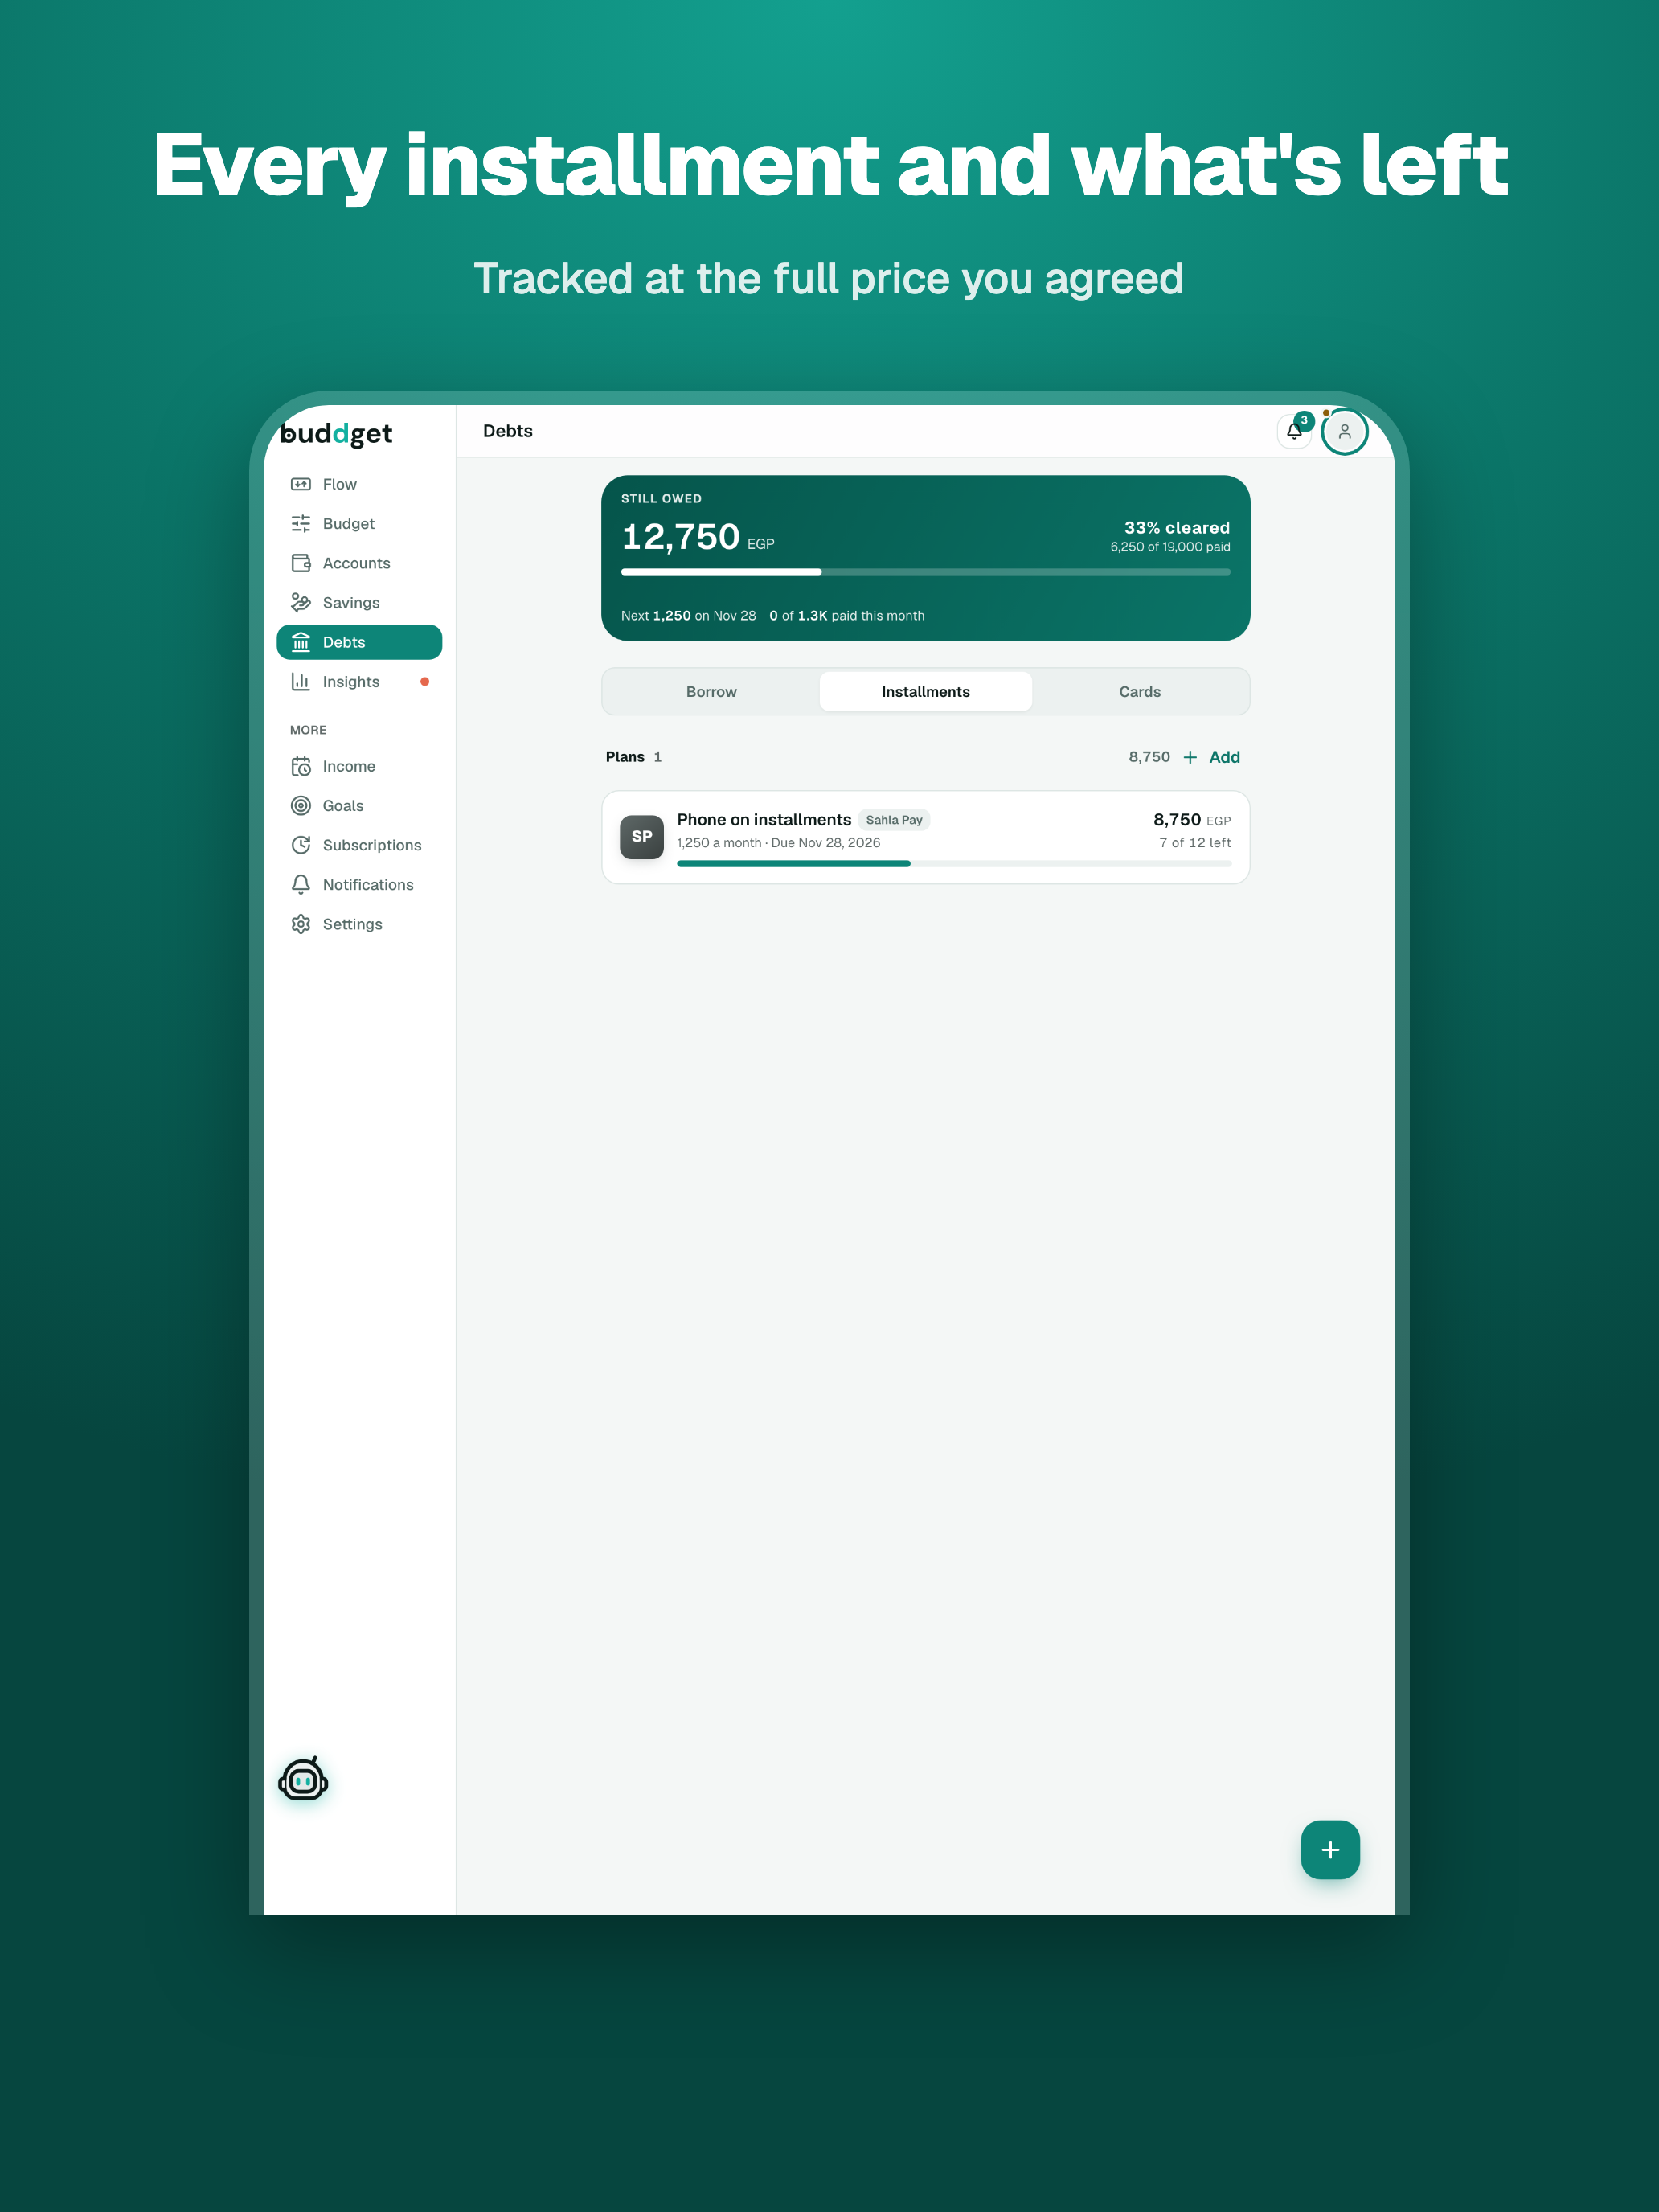 Every installment and what's left
Tracked at the full price you agreed
buddget
Flow
Budget
Accounts
Savings
Debts
Insights
MORE
Income
Goals
Subscriptions
Notifications
Settings
Debts
3
STILL OWED
12,750 EGP
33% cleared
6,250 of 19,000 paid
Next 1,250 on Nov 28 0 of 1.3K paid this month
Borrow Installments Cards
Plans 1 8,750 + Add
SP
Phone on installments Sahla Pay 8,750 EGP
1,250 a month · Due Nov 28, 2026 7 of 12 left